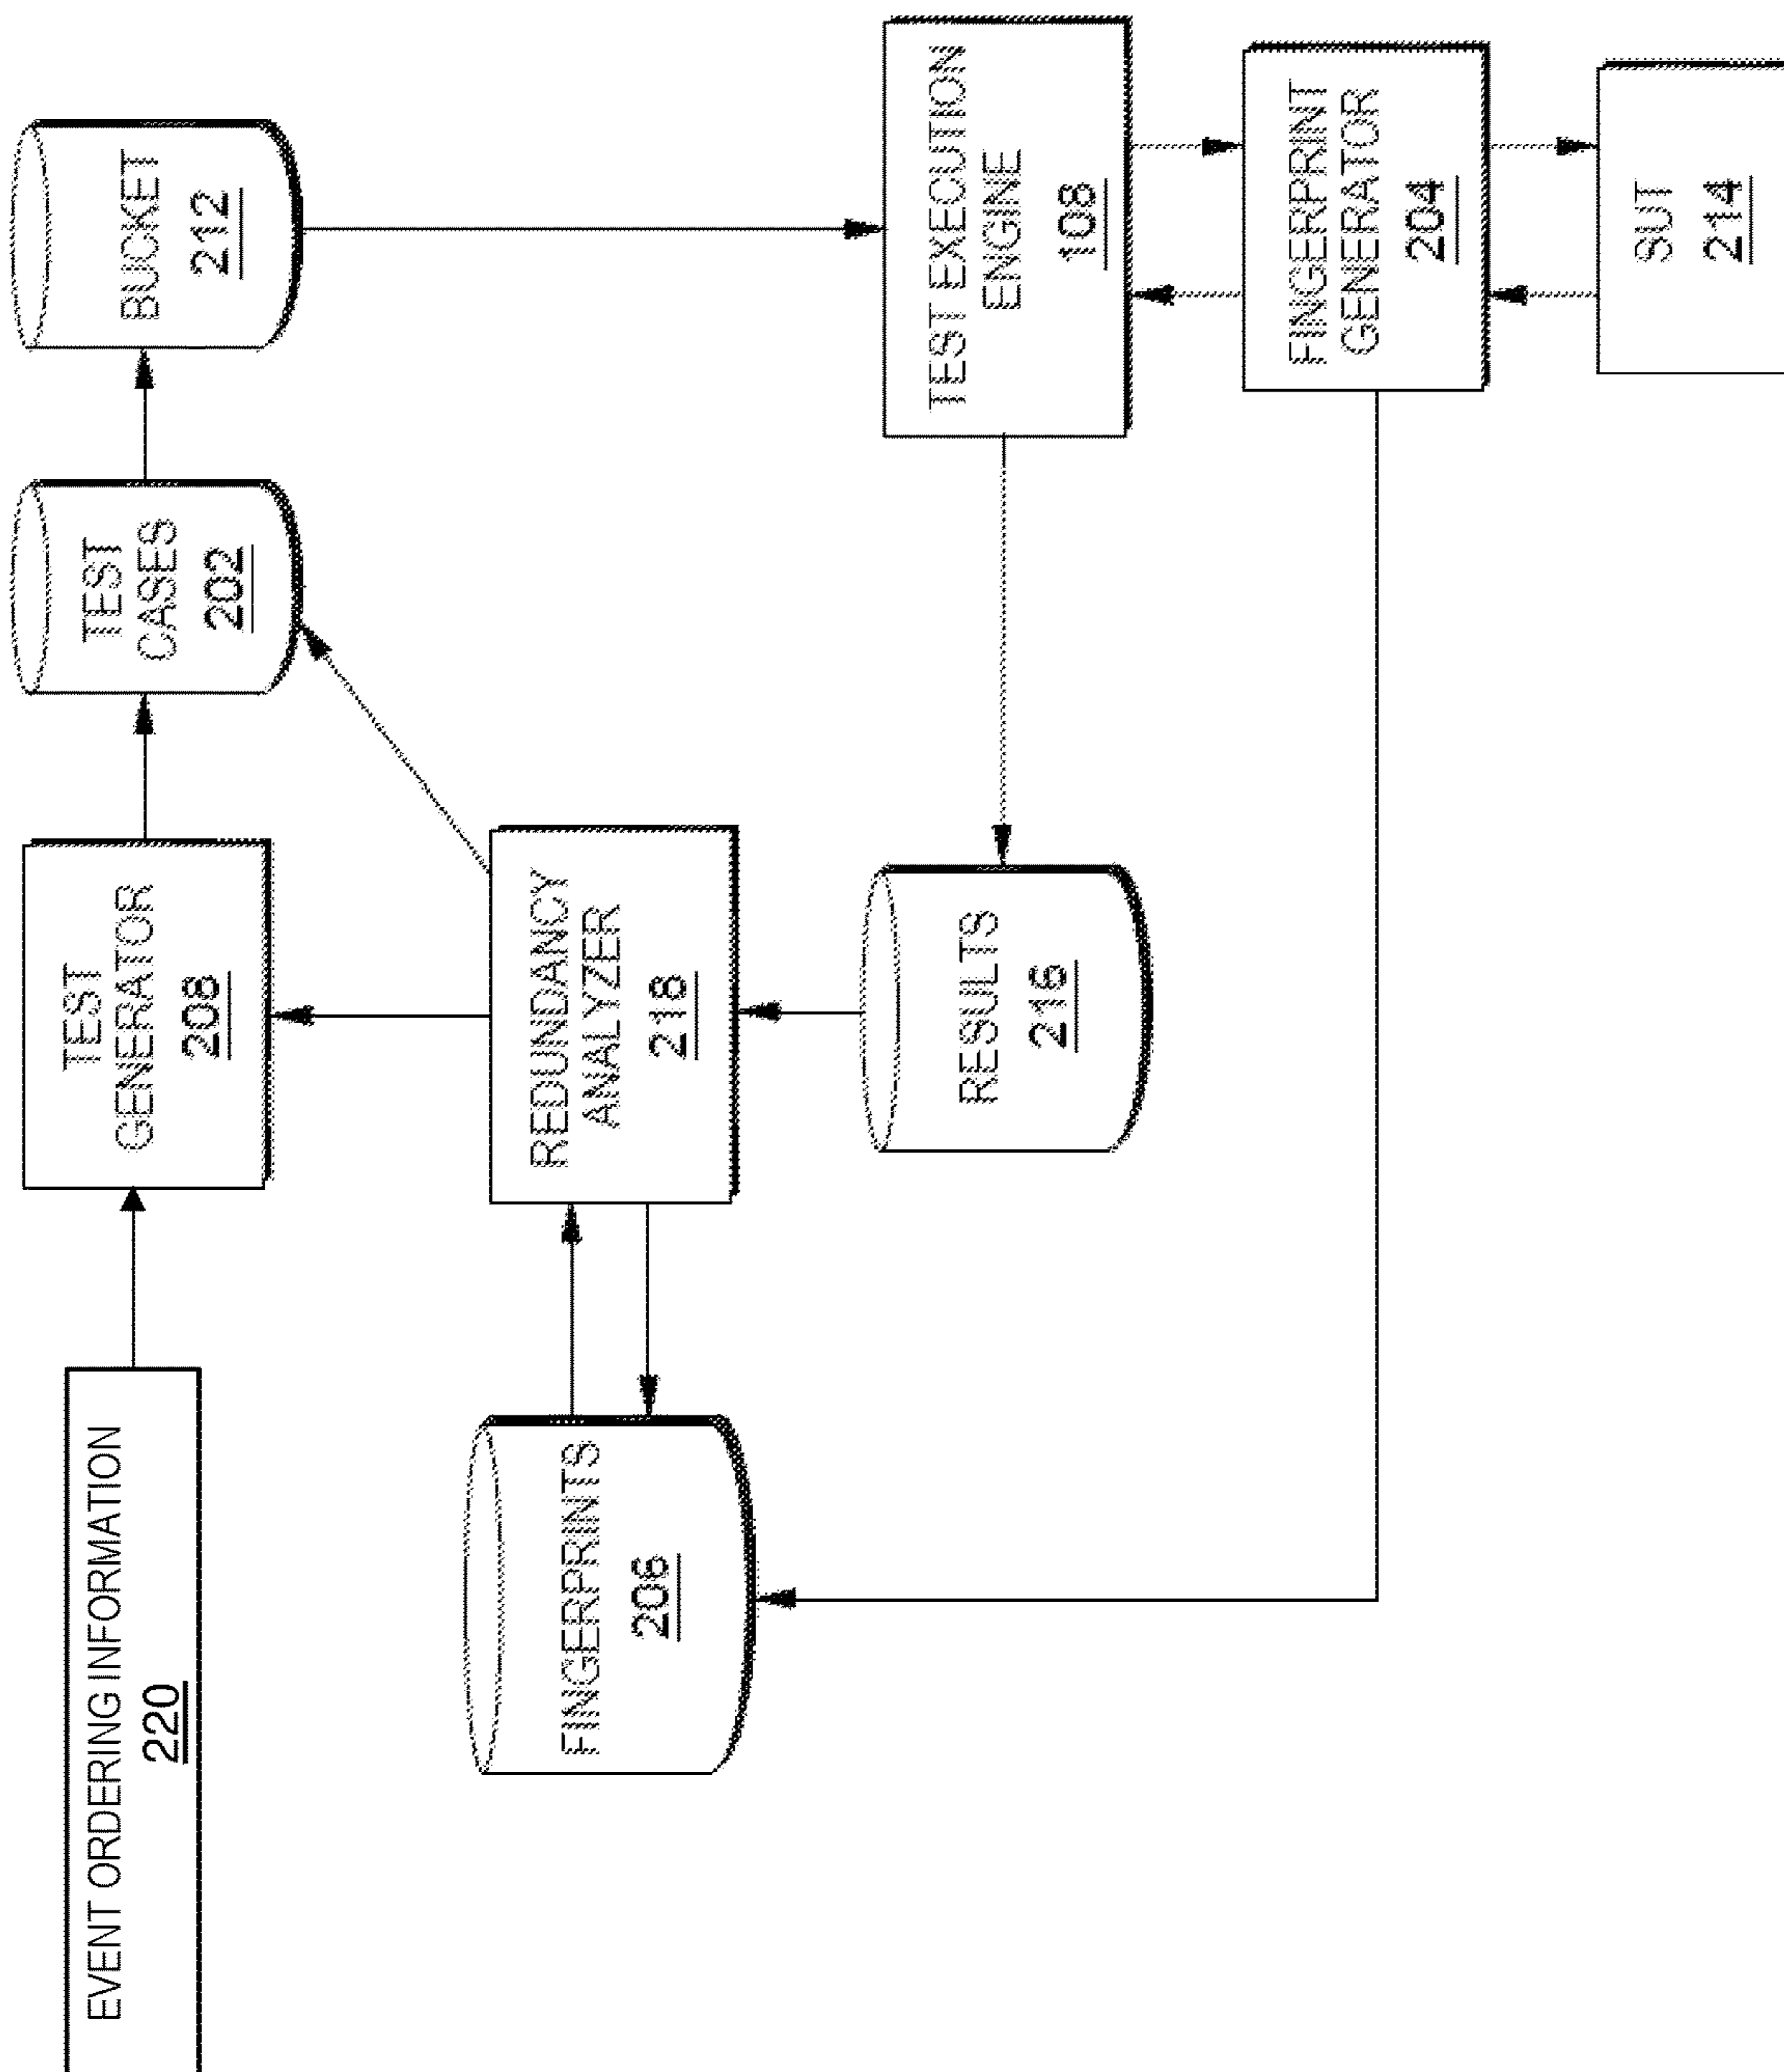 EVENT ORDERING INFORMATION
220
TEST
GENERATOR
208
TEST
CASES
202
BUCKET
212
FINGERPRINTS
206
REDUNDANCY
ANALYZER
218
RESULTS
216
TEST EXECUTION
ENGINE
108
FINGERPRINT
GENERATOR
204
SUT
214